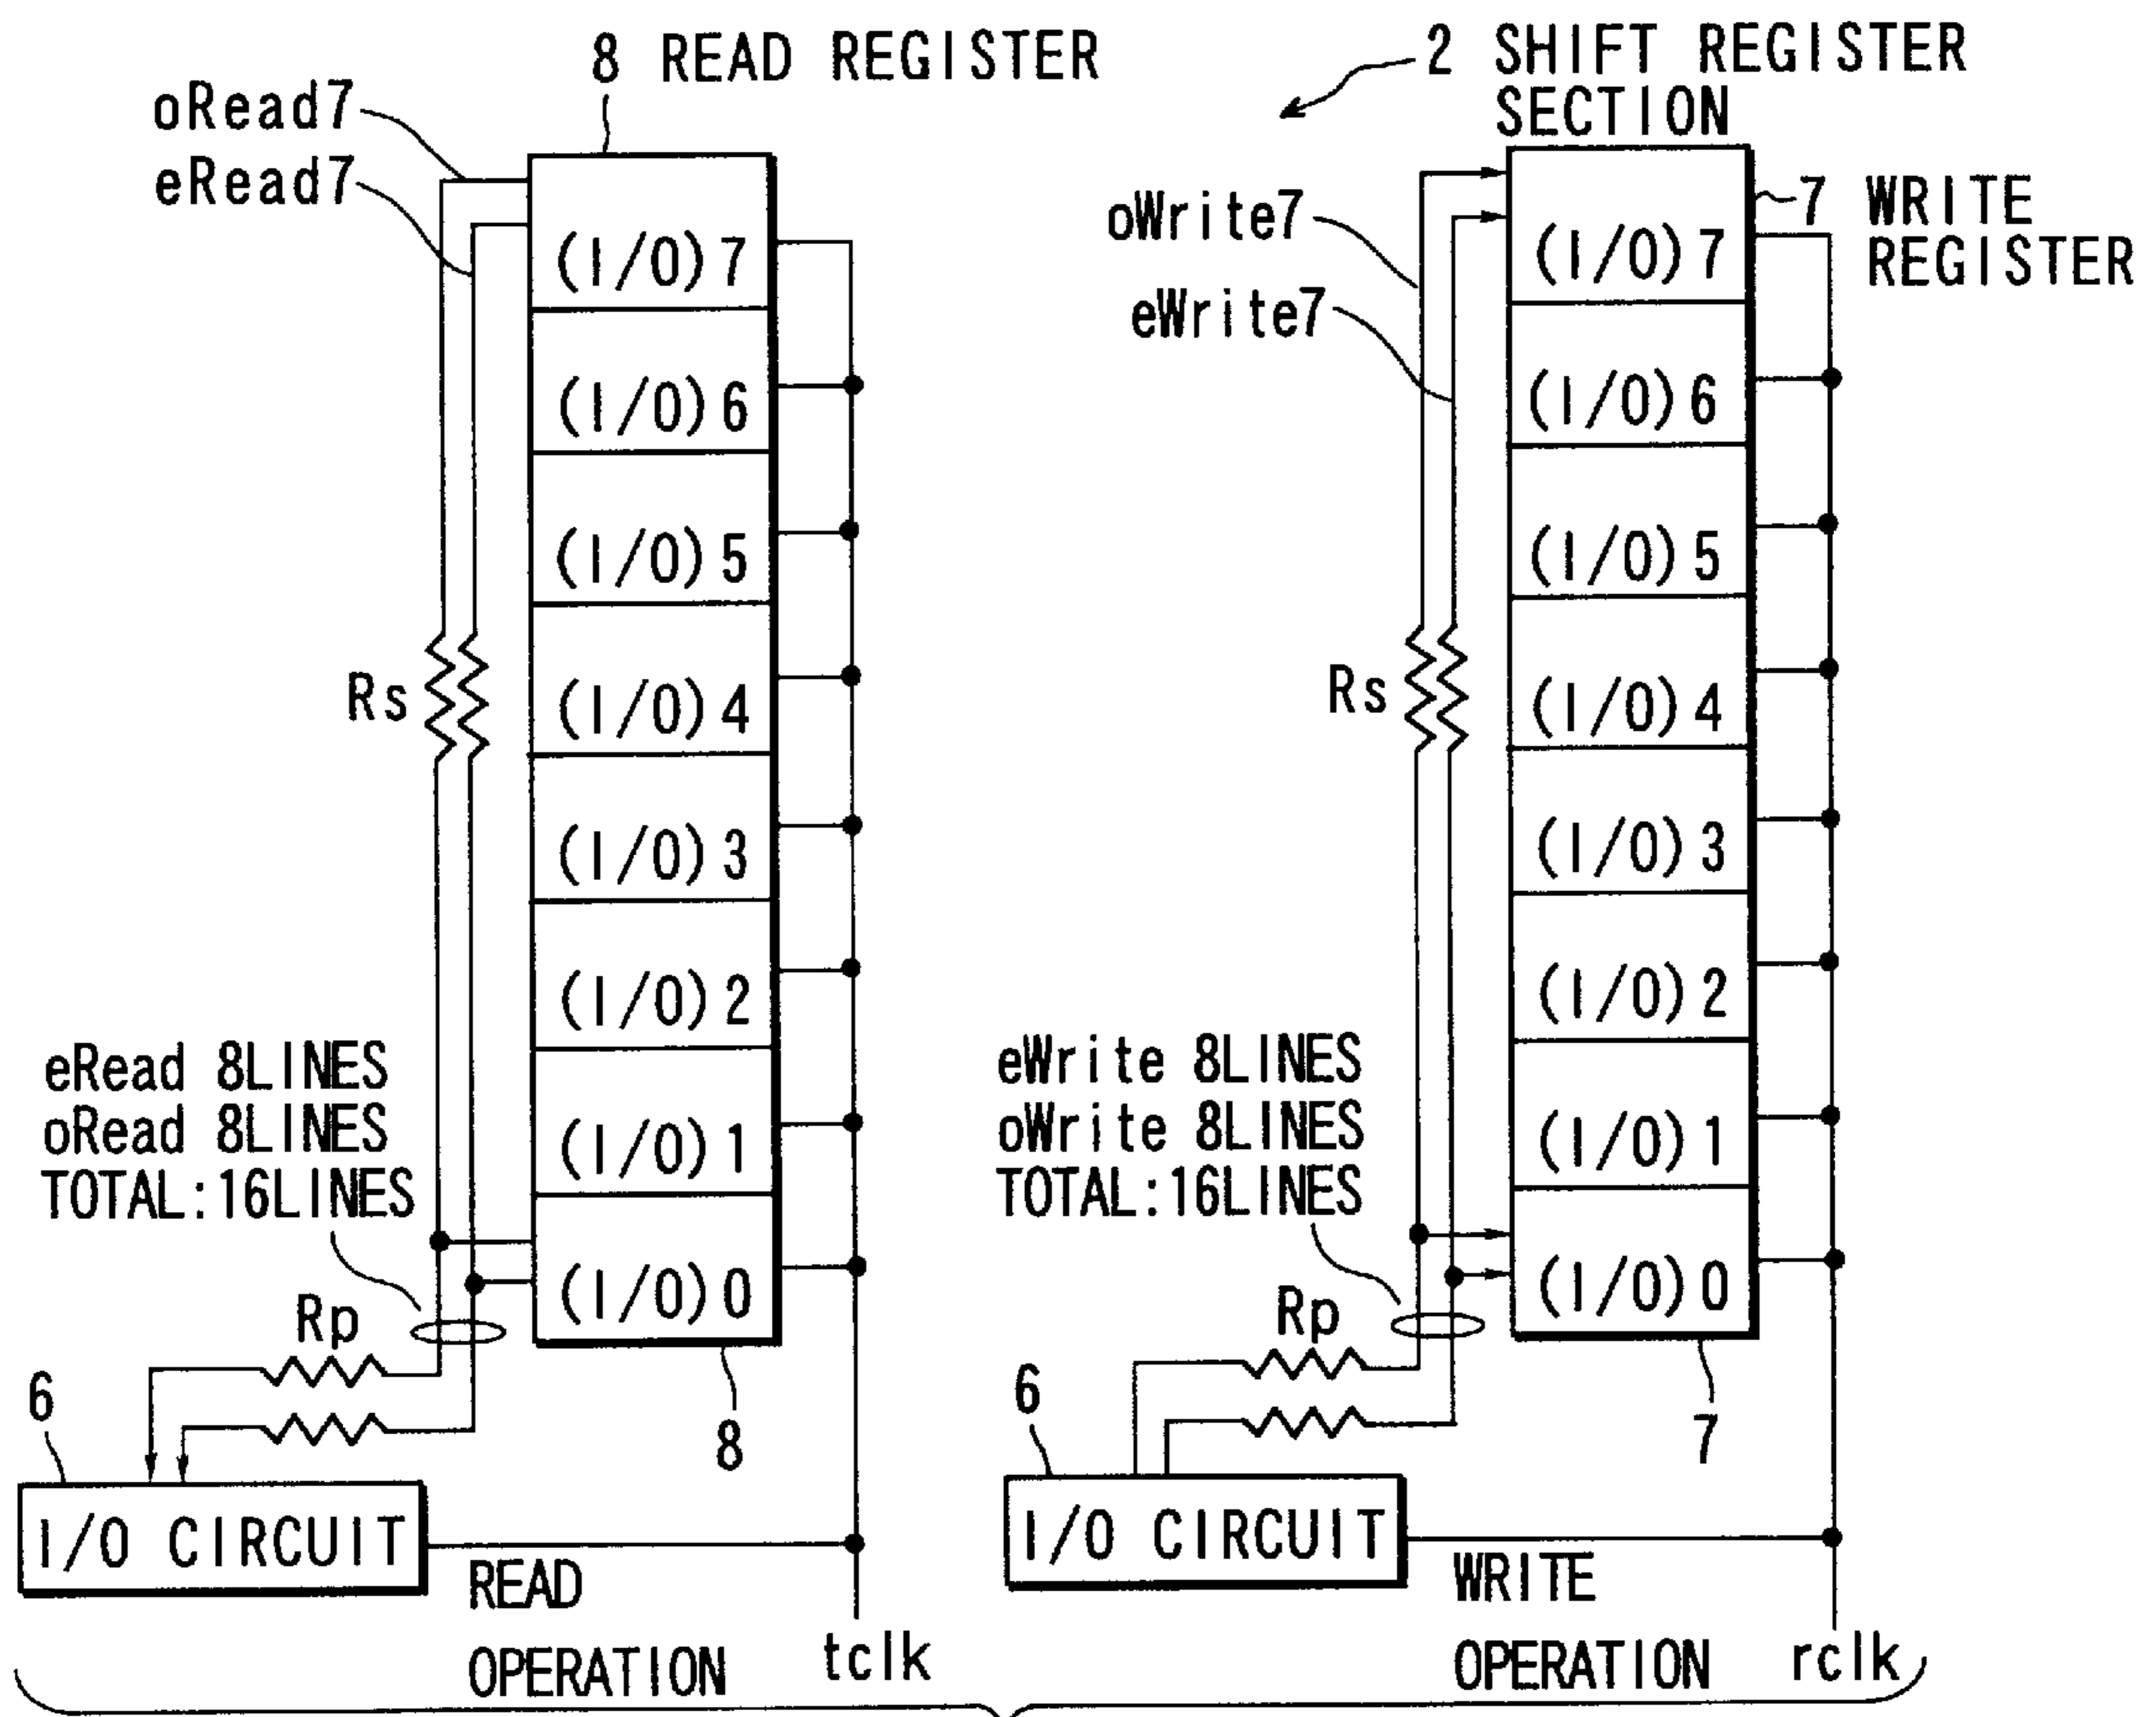 8 READ REGISTER
oRead7
eRead7
(I/O)7
(I/O)6
(I/O)5
(I/O)4
(I/O)3
(I/O)2
(I/O)1
(I/O)0
Rs
eRead 8LINES
oRead 8LINES
TOTAL:16LINES
Rp
6
8
I/O CIRCUIT
READ
OPERATION
tclk
2 SHIFT REGISTER
SECTION
oWrite7
eWrite7
7 WRITE
REGISTER
(I/O)7
(I/O)6
(I/O)5
(I/O)4
(I/O)3
(I/O)2
(I/O)1
(I/O)0
Rs
eWrite 8LINES
oWrite 8LINES
TOTAL:16LINES
Rp
6
7
I/O CIRCUIT
WRITE
OPERATION
rclk